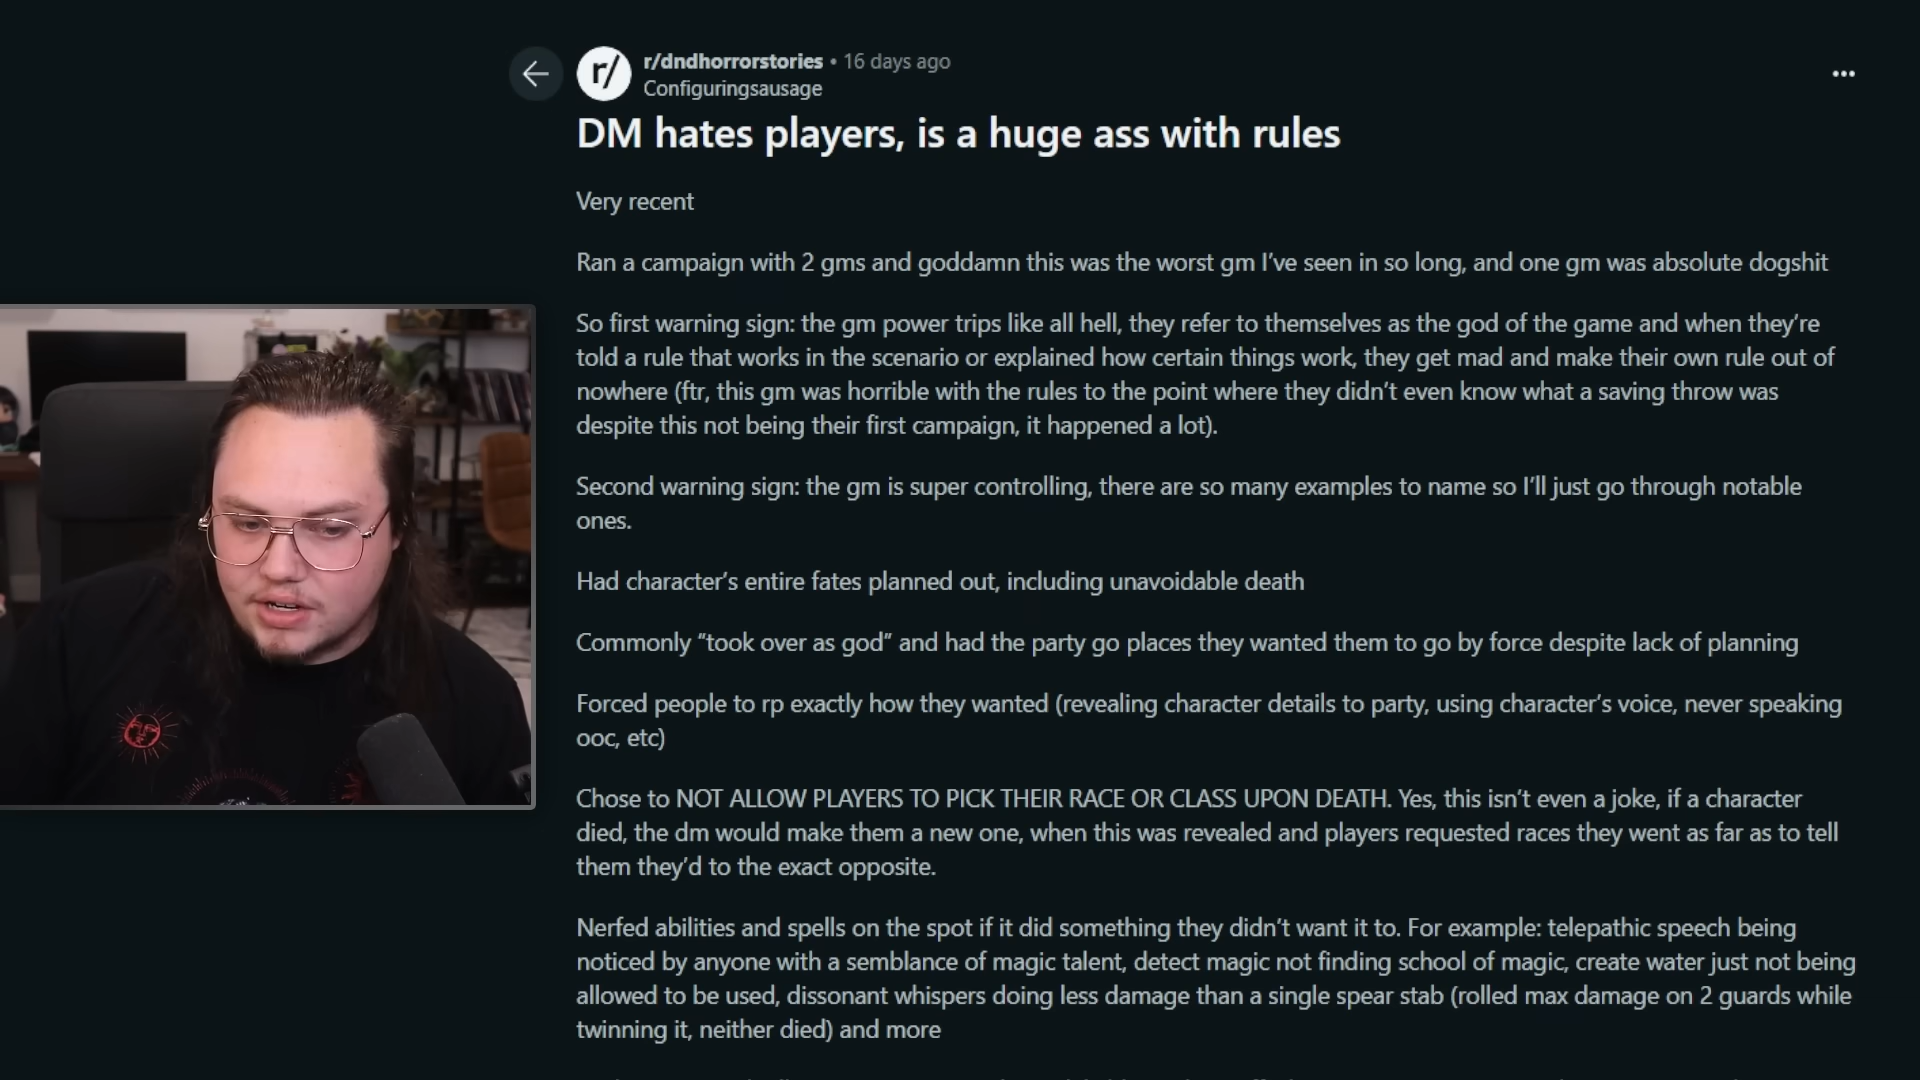 r/dndhorrorstories • 16 days ago
Configuringsausage
DM hates players, is a huge ass with rules
Very recent
Ran a campaign with 2 gms and goddamn this was the worst gm I’ve seen in so long, and one gm was absolute dogshit
So first warning sign: the gm power trips like all hell, they refer to themselves as the god of the game and when they’re
told a rule that works in the scenario or explained how certain things work, they get mad and make their own rule out of
nowhere (ftr, this gm was horrible with the rules to the point where they didn’t even know what a saving throw was
despite this not being their first campaign, it happened a lot).
Second warning sign: the gm is super controlling, there are so many examples to name so I’ll just go through notable
ones.
Had character’s entire fates planned out, including unavoidable death
Commonly “took over as god” and had the party go places they wanted them to go by force despite lack of planning
Forced people to rp exactly how they wanted (revealing character details to party, using character’s voice, never speaking
ooc, etc)
Chose to NOT ALLOW PLAYERS TO PICK THEIR RACE OR CLASS UPON DEATH. Yes, this isn’t even a joke, if a character
died, the dm would make them a new one, when this was revealed and players requested races they went as far as to tell
them they’d to the exact opposite.
Nerfed abilities and spells on the spot if it did something they didn’t want it to. For example: telepathic speech being
noticed by anyone with a semblance of magic talent, detect magic not finding school of magic, create water just not being
allowed to be used, dissonant whispers doing less damage than a single spear stab (rolled max damage on 2 guards while
twinning it, neither died) and more